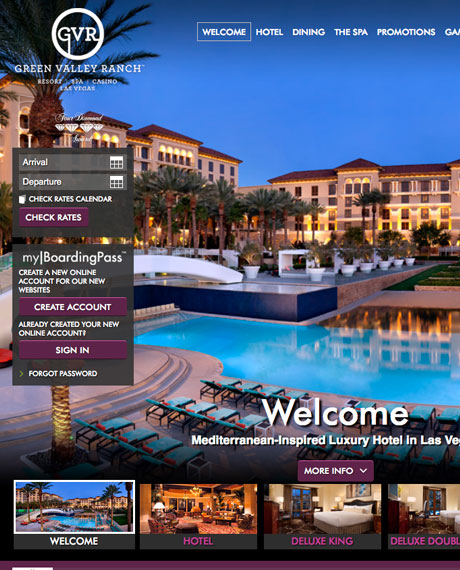 GVR
GREEN VALLEY RANCH
RESORT SPA CASINO
LAS VEGAS
WELCOME HOTEL DINING THE SPA PROMOTIONS GA
Four Diamond
Award
Arrival
Departure
CHECK RATES CALENDAR
CHECK RATES
my|BoardingPass
CREATE A NEW ONLINE
ACCOUNT FOR OUR NEW
WEBSITES
CREATE ACCOUNT
ALREADY CREATED YOUR NEW
ONLINE ACCOUNT?
SIGN IN
FORGOT PASSWORD
Welcome
Mediterranean-Inspired Luxury Hotel in Las Ve
MORE INFO
WELCOME HOTEL DELUXE KING DELUXE DOUBL